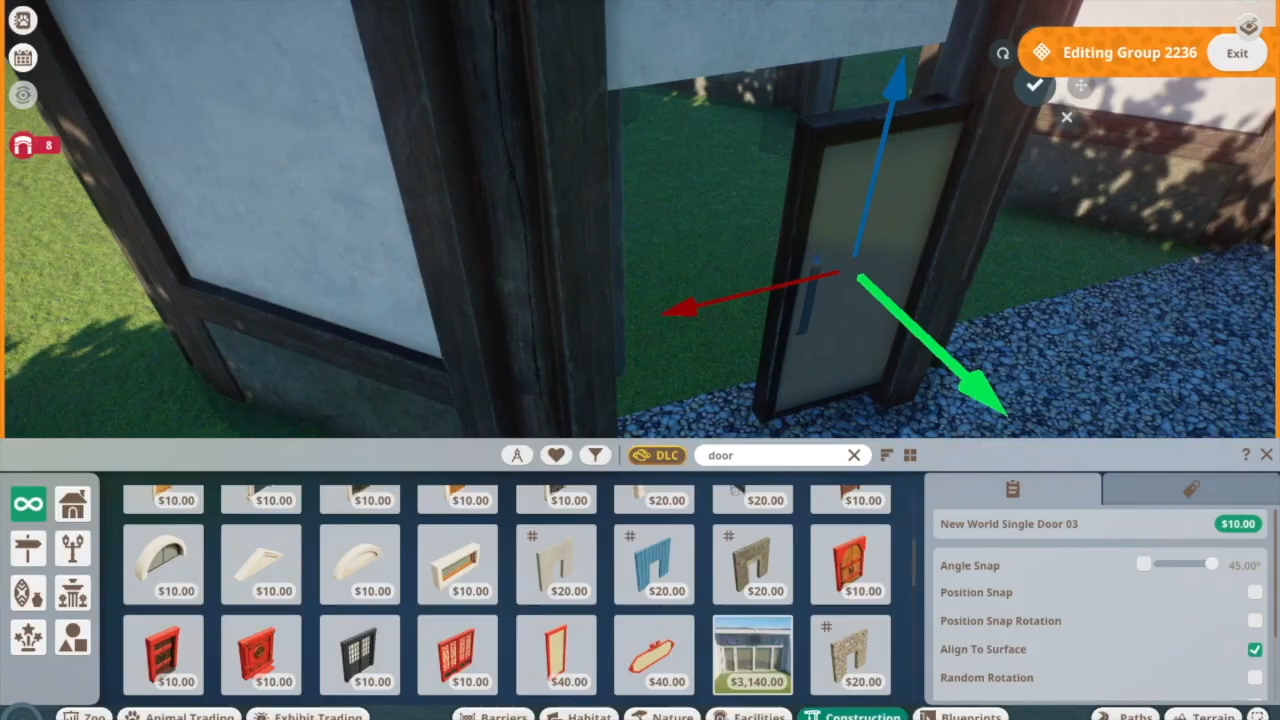 Editing Group 2236
Exit
8
DLC
door
?
$10.00
$10.00
$10.00
$10.00
$10.00
$20.00
$20.00
$10.00
$10.00
$10.00
$10.00
$10.00
$20.00
$20.00
$20.00
$10.00
$10.00
$10.00
$10.00
$10.00
$40.00
$40.00
$3,140.00
$20.00
New World Single Door 03
$10.00
Angle Snap
45.00°
Position Snap
Position Snap Rotation
Align To Surface
Random Rotation
Zoo
Animal Trading
Exhibit Trading
Barriers
Habitat
Nature
Facilities
Construction
Blueprints
Paths
Terrain